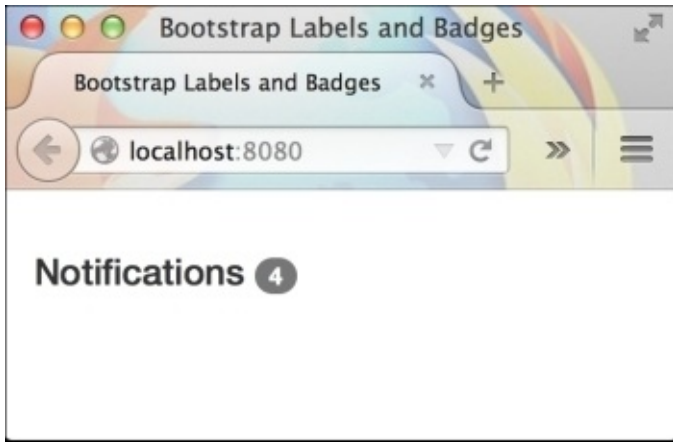 Bootstrap Labels and Badges
Bootstrap Labels and Badges
localhost:8080
Notifications 4